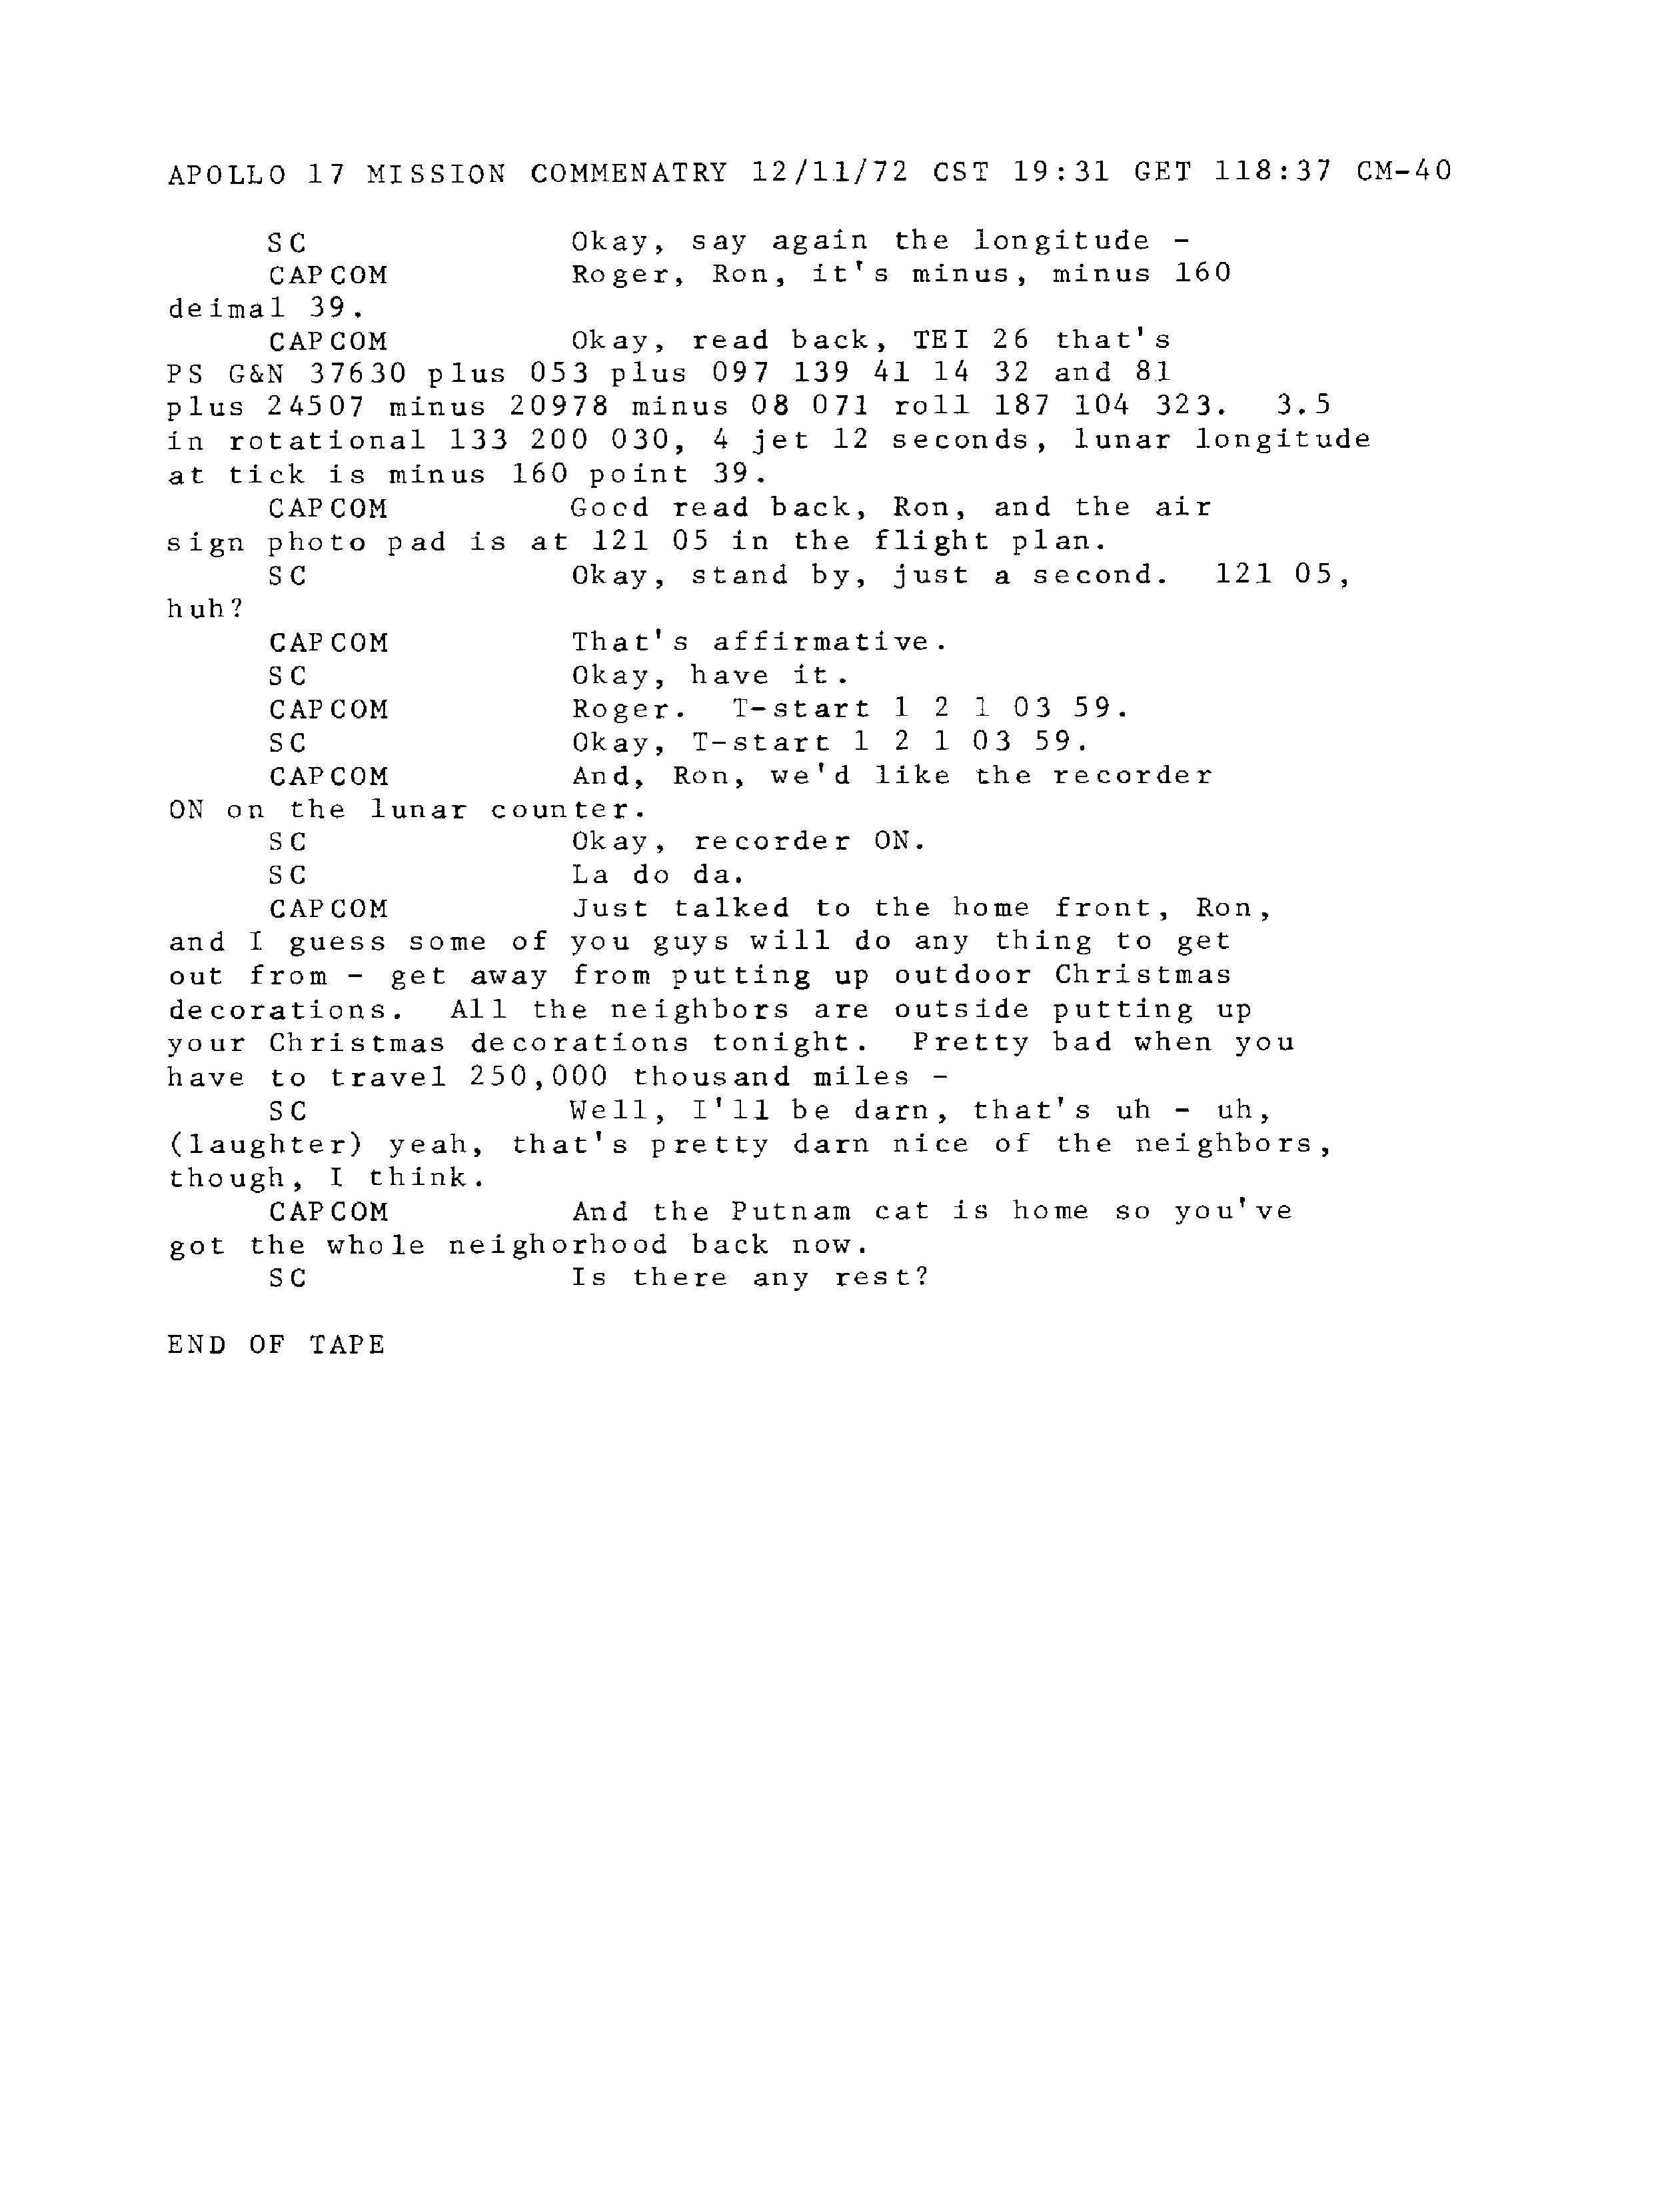 APOLLO 17 MISSION COMMENATRY 12/11/72 CST 19:31 GET 118:37 CM-40
SC Okay, say again the longitude -
CAPCOM Roger, Ron, it's minus, minus 160
deimal 39.
CAPCOM Okay, read back, TEI 26 that's
PS G&N 37630 plus 053 plus 097 139 41 14 32 and 81
plus 24507 minus 20978 minus 08 071 roll 187 104 323. 3.5
in rotational 133 200 030, 4 jet 12 seconds, lunar longitude
at tick is minus 160 point 39.
CAPCOM Gocd read back, Ron, and the air
sign photo pad is at 121 05 in the flight plan.
SC Okay, stand by, just a second. 121 05,
huh?
CAPCOM That's affirmative.
SC Okay, have it.
CAPCOM Roger. T-start 1 2 1 03 59.
SC Okay, T-start 1 2 1 03 59.
CAPCOM And, Ron, we'd like the recorder
ON on the lunar counter.
SC Okay, recorder ON.
SC La do da.
CAPCOM Just talked to the home front, Ron,
and I guess some of you guys will do any thing to get
out from - get away from putting up outdoor Christmas
decorations. All the neighbors are outside putting up
your Christmas decorations tonight. Pretty bad when you
have to travel 250,000 thousand miles -
SC Well, I'll be darn, that's uh - uh,
(laughter) yeah, that's pretty darn nice of the neighbors,
though, I think.
CAPCOM And the Putnam cat is home so you've
got the whole neighorhood back now.
SC Is there any rest?
END OF TAPE